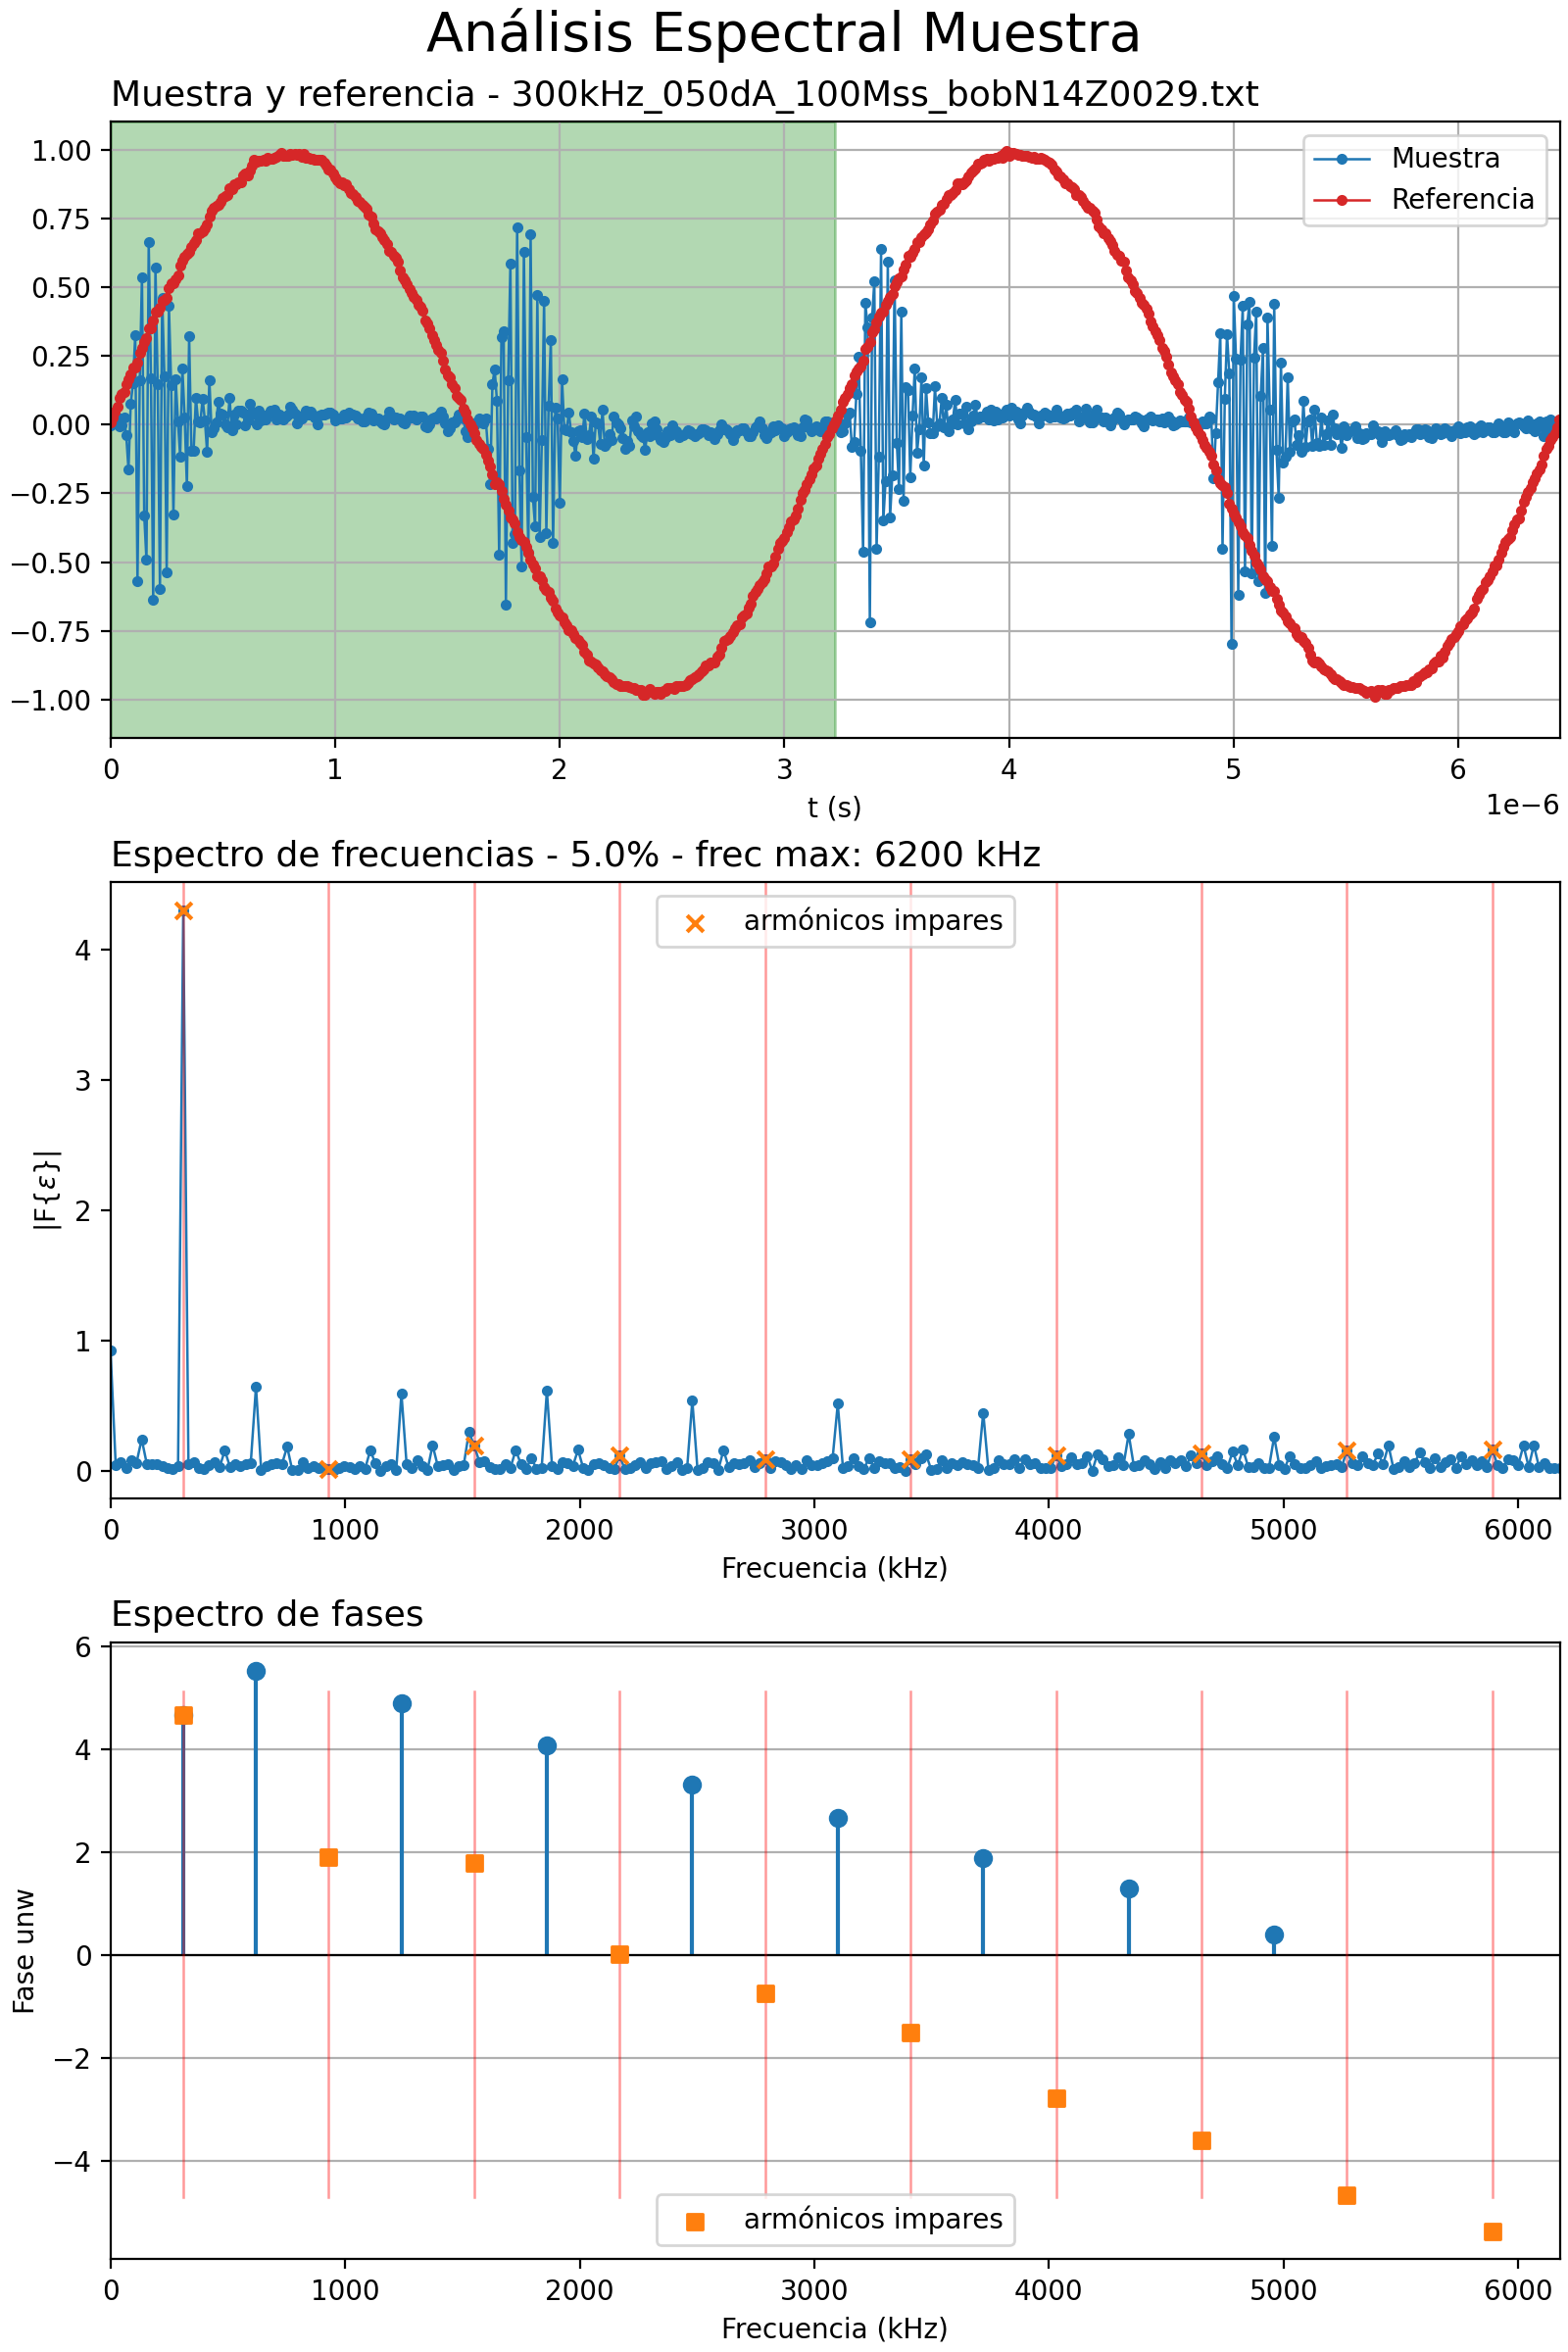 Análisis Espectral Muestra
Muestra y referencia - 300kHz_050dA_100Mss_bobN14Z0029.txt
1.00
0.75
0.50
0.25
0.00
−0.25
−0.50
−0.75
−1.00
Muestra
Referencia
0 1 2 3 4 5 6
t (s)
1e−6
Espectro de frecuencias - 5.0% - frec max: 6200 kHz
armónicos impares
4
3
2
1
0
|F{ε}|
0 1000 2000 3000 4000 5000 6000
Frecuencia (kHz)
Espectro de fases
6
4
2
0
−2
−4
Fase unw
armónicos impares
0 1000 2000 3000 4000 5000 6000
Frecuencia (kHz)